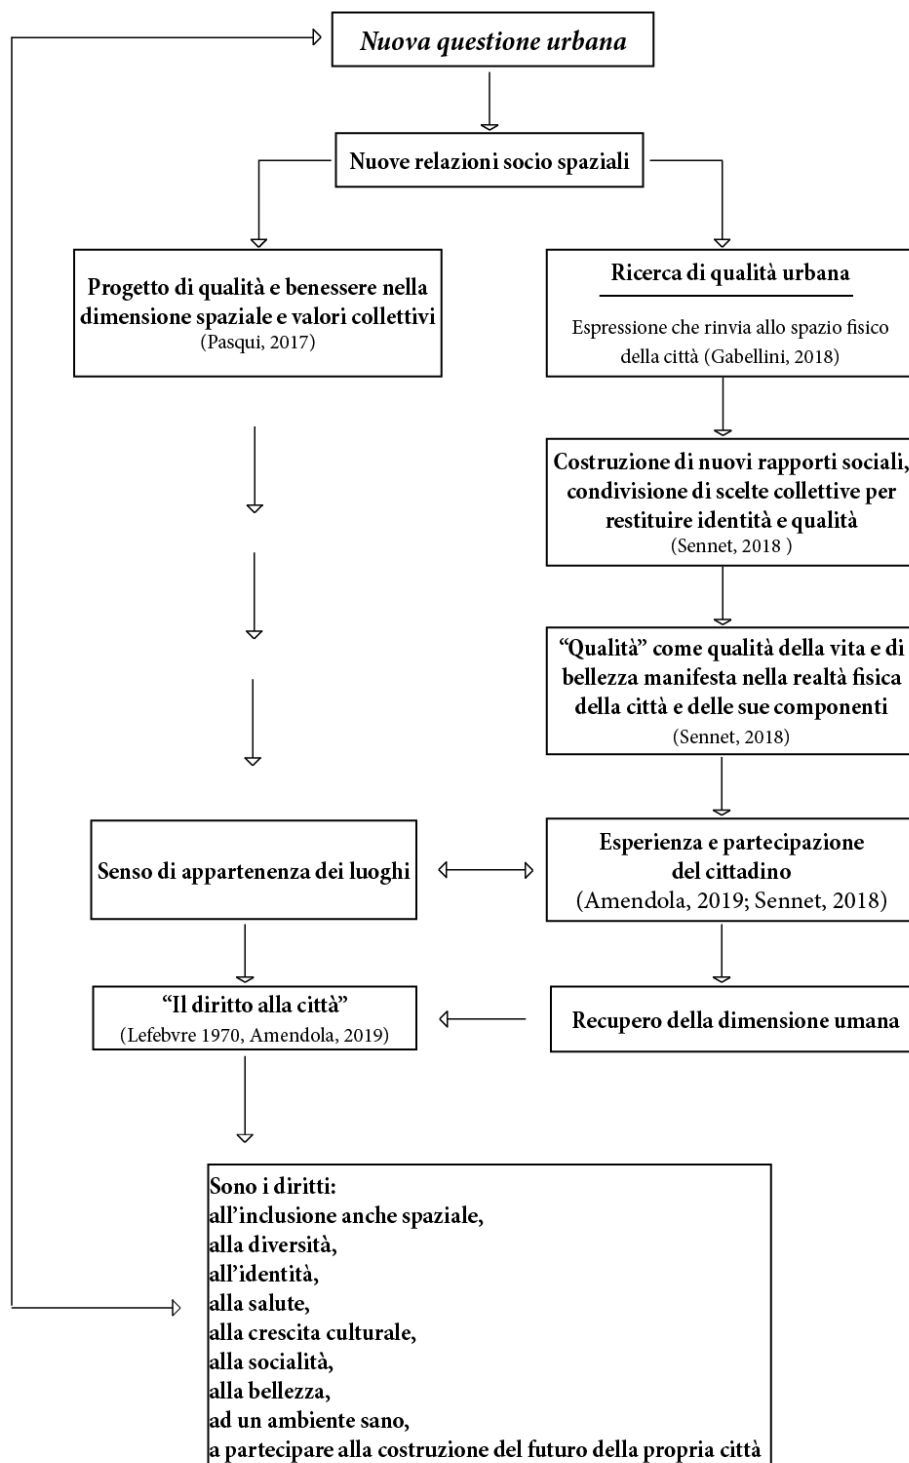 Nuova questione urbana
Nuove relazioni socio spaziali
Progetto di qualità e benessere nella
dimensione spaziale e valori collettivi
(Pasqui, 2017)
Ricerca di qualità urbana
Espressione che rinvia allo spazio fisico
della città (Gabellini, 2018)
Costruzione di nuovi rapporti sociali,
condivisione di scelte collettive per
restituire identità e qualità
(Sennet, 2018 )
“Qualità” come qualità della vita e di
bellezza manifesta nella realtà fisica
della città e delle sue componenti
(Sennet, 2018)
Senso di appartenenza dei luoghi
Esperienza e partecipazione
del cittadino
(Amendola, 2019; Sennet, 2018)
“Il diritto alla città”
(Lefebvre 1970, Amendola, 2019)
Recupero della dimensione umana
Sono i diritti:
all’inclusione anche spaziale,
alla diversità,
all’identità,
alla salute,
alla crescita culturale,
alla socialità,
alla bellezza,
ad un ambiente sano,
a partecipare alla costruzione del futuro della propria città